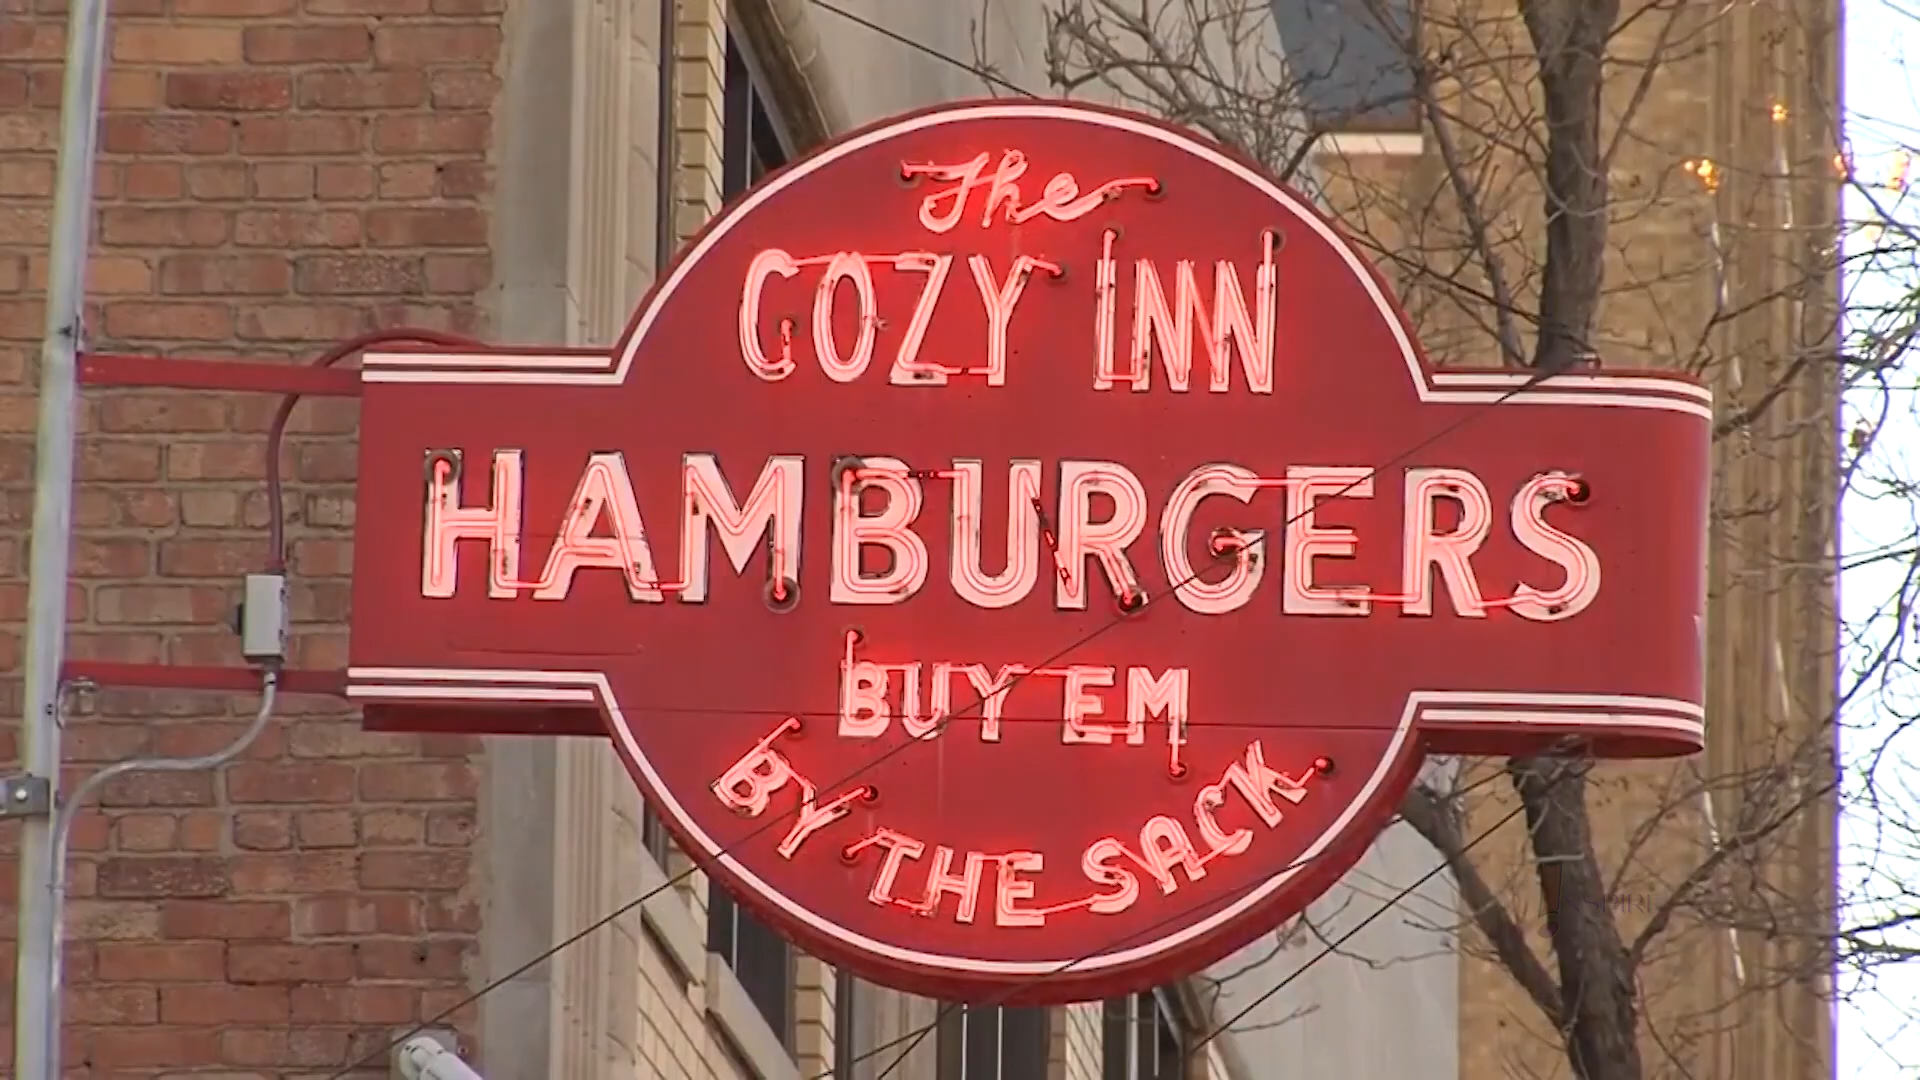 The
COZY INN
HAMBURGERS
BUY EM
BY THE SACK